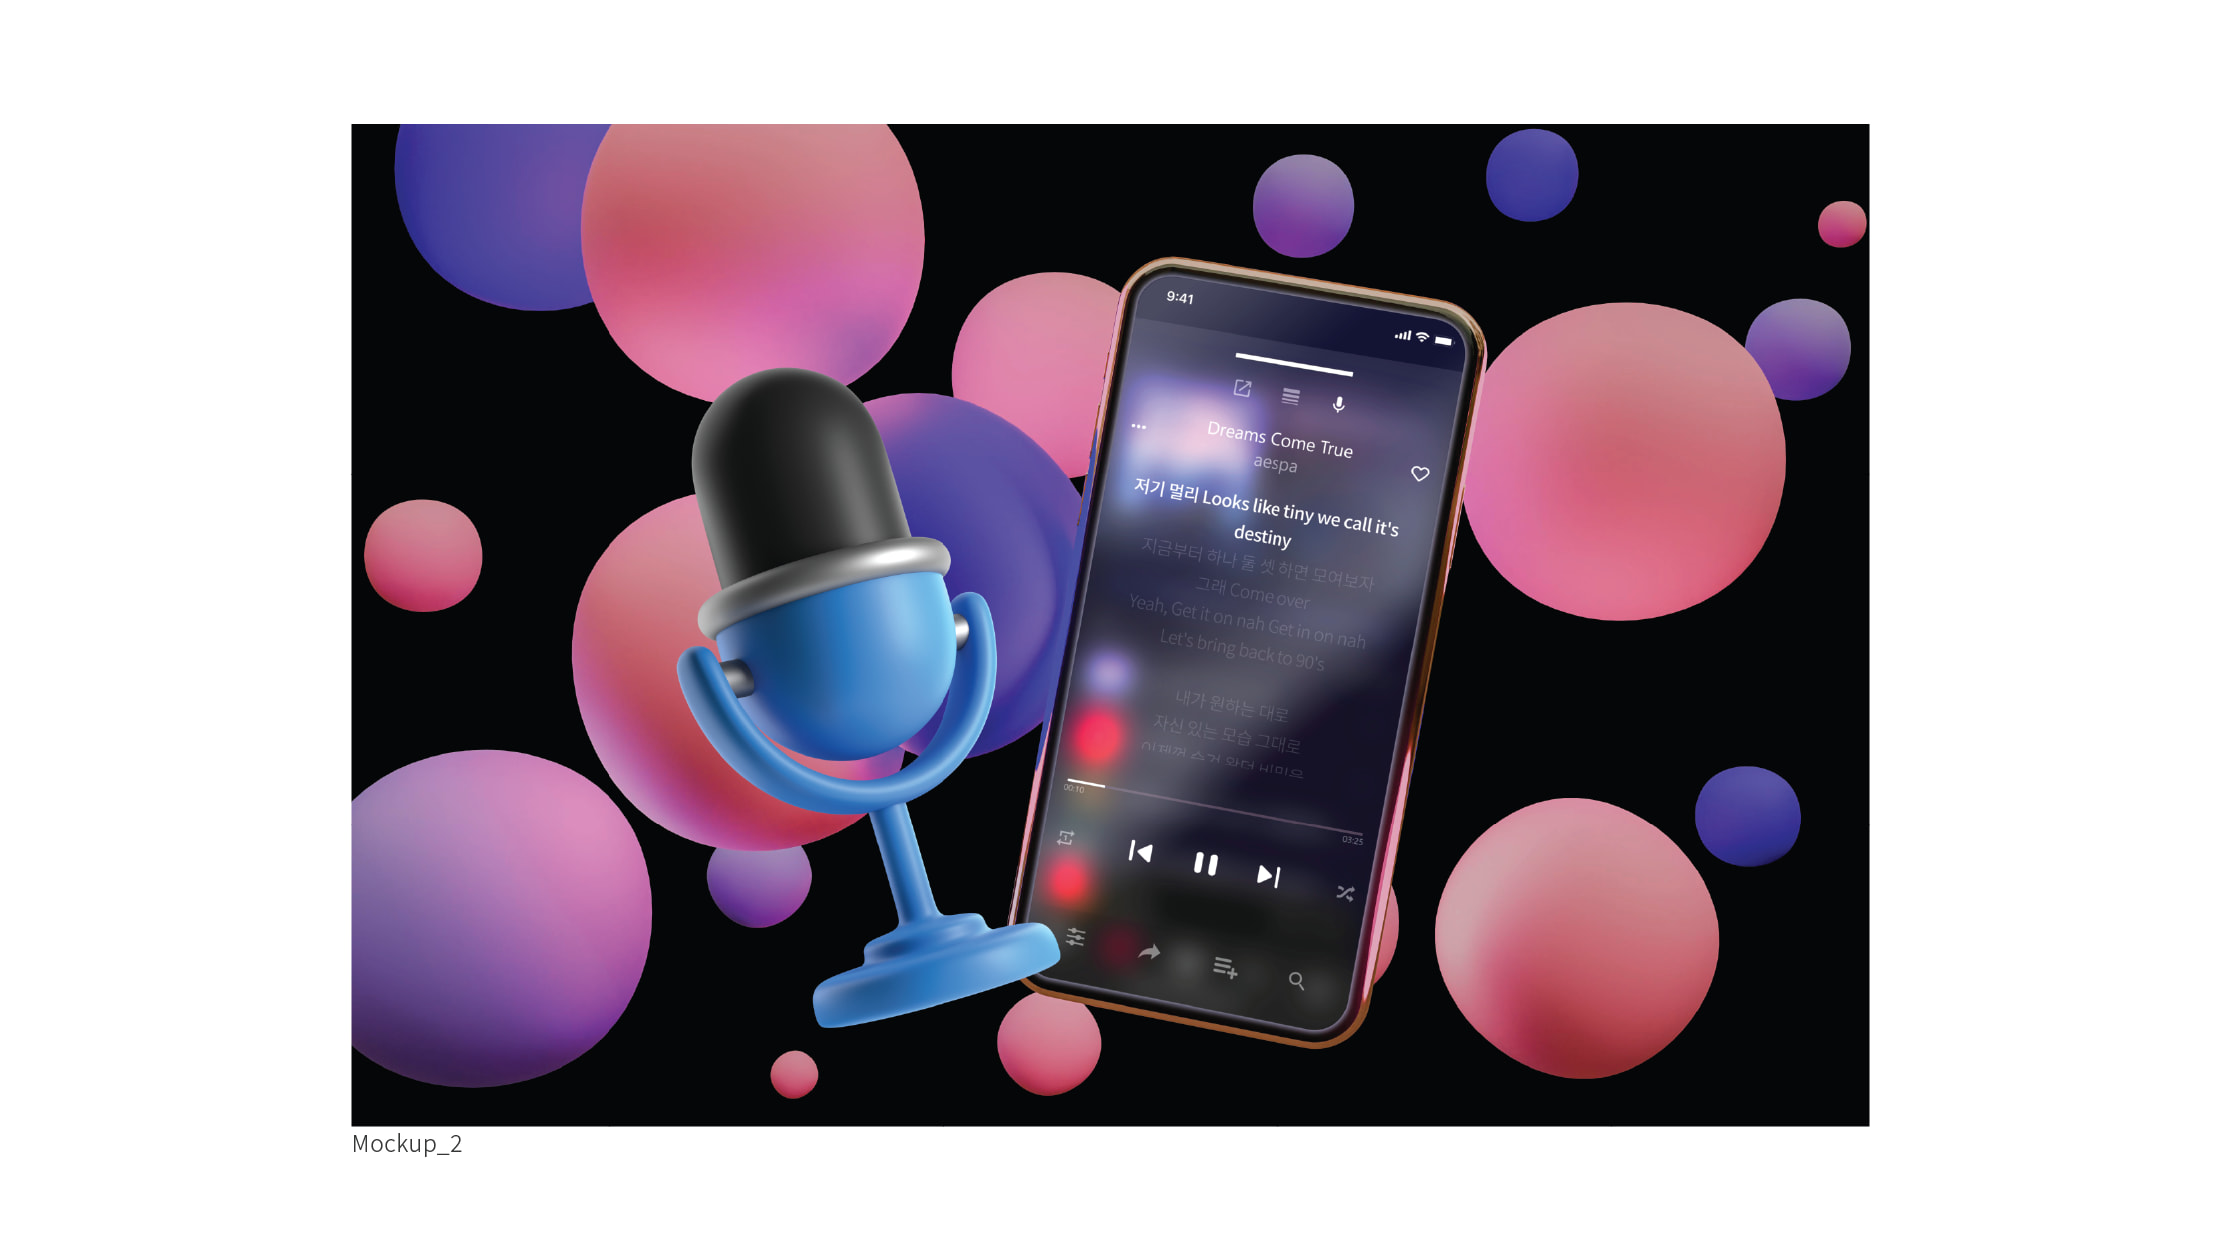 9:41
Dreams Come True
aespa
저기 멀리 Looks like tiny we call it's
destiny
지금부터 하나 둘 셋 하면 모여보자
그래 Come over
Yeah, Get it on nah Get in on nah
Let's bring back to 90's
내가 원하는 대로
자신 있는 모습 그대로
00:10
03:25
Mockup_2